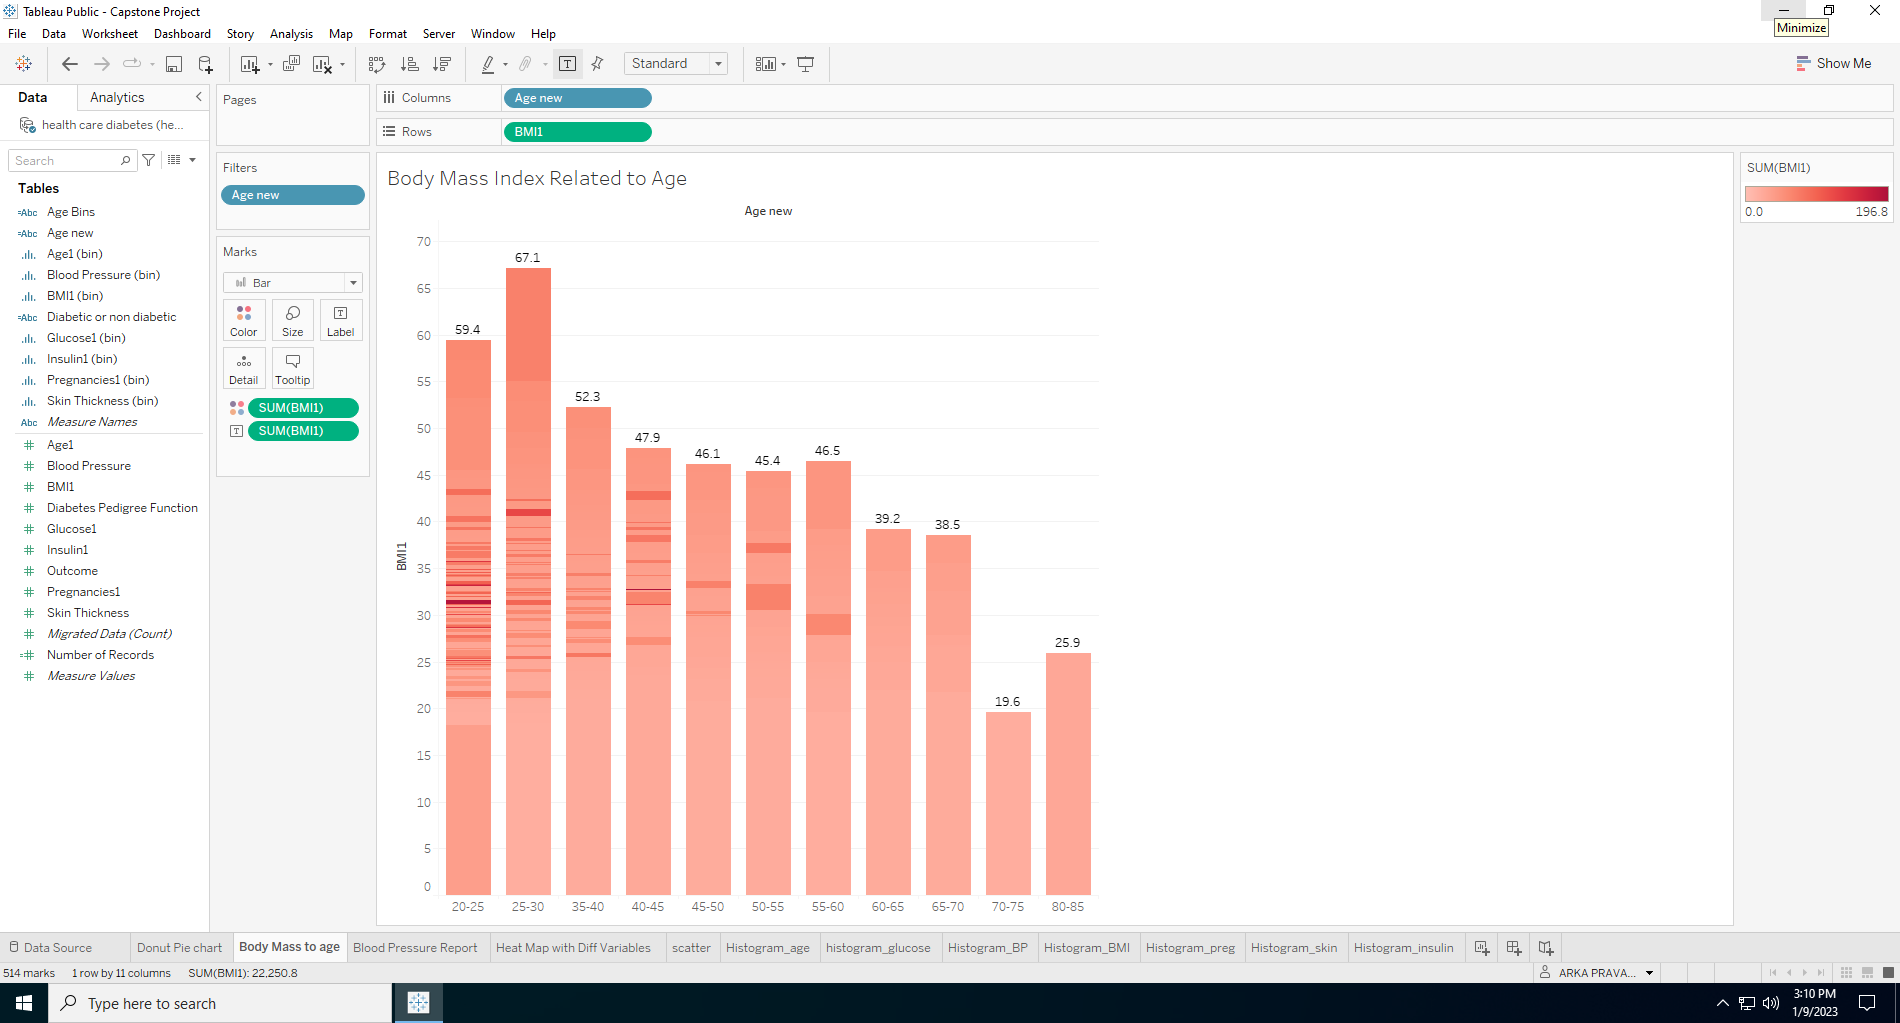 Tableau Public - Capstone Project
Minimize
File Data Worksheet Dashboard Story Analysis Map Format Server Window Help
Standard
Show Me
Data Analytics
health care diabetes (he...
Search
Tables
=Abc Age Bins
=Abc Age new
Age1 (bin)
Blood Pressure (bin)
BMI1 (bin)
=Abc Diabetic or non diabetic
Glucose1 (bin)
Insulin1 (bin)
Pregnancies1 (bin)
Skin Thickness (bin)
Abc Measure Names
Age1
Blood Pressure
BMI1
Diabetes Pedigree Function
Glucose1
Insulin1
Outcome
Pregnancies1
Skin Thickness
Migrated Data (Count)
Number of Records
Measure Values
Pages
Filters
Age new
Marks
Bar
Color Size Label
Detail Tooltip
SUM(BMI1)
SUM(BMI1)
Columns Age new
Rows BMI1
Body Mass Index Related to Age
Age new
70
65
60
55
50
45
40
35
30
25
20
15
10
5
0
BMI1
59.4
67.1
52.3
47.9
46.1
45.4
46.5
39.2
38.5
19.6
25.9
20-25 25-30 35-40 40-45 45-50 50-55 55-60 60-65 65-70 70-75 80-85
SUM(BMI1)
0.0 196.8
Data Source Donut Pie chart Body Mass to age Blood Pressure Report Heat Map with Diff Variables scatter Histogram_age histogram_glucose Histogram_BP Histogram_BMI Histogram_preg Histogram_skin Histogram_insulin
514 marks 1 row by 11 columns SUM(BMI1): 22,250.8
ARKA PRAVA...
Type here to search
3:10 PM
1/9/2023